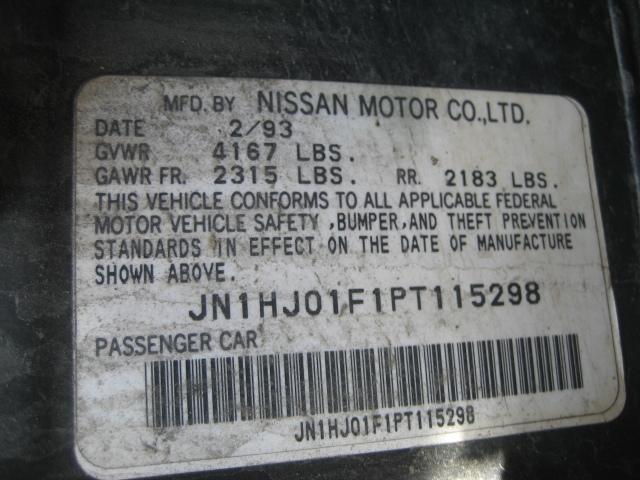 MFD. BY NISSAN MOTOR CO.,LTD.
DATE 2/93
GVWR 4167 LBS.
GAWR FR. 2315 LBS. RR. 2183 LBS.
THIS VEHICLE CONFORMS TO ALL APPLICABLE FEDERAL
MOTOR VEHICLE SAFETY ,BUMPER,AND THEFT PREVENTION
STANDARDS IN EFFECT ON THE DATE OF MANUFACTURE
SHOWN ABOVE.
JN1HJ01F1PT115298
PASSENGER CAR
JN1HJ01F1PT115298